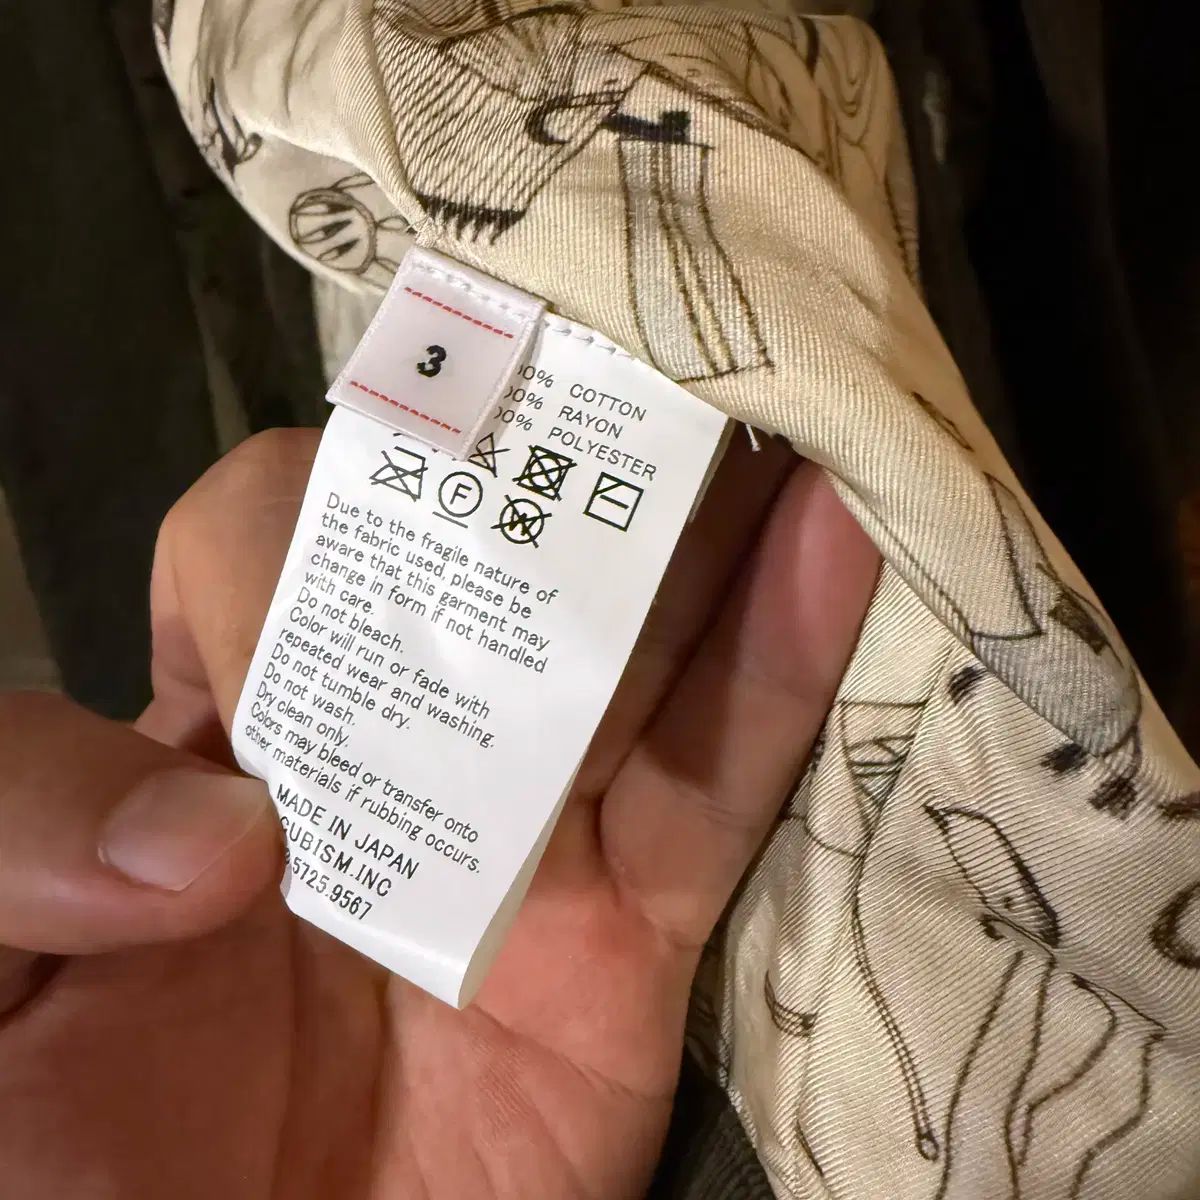 3
0% COTTON
0% RAYON
0% POLYESTER
F
W
Due to the fragile nature of
the fabric used, please be
aware that this garment may
change in form if not handled
with care.
Do not bleach.
Color will run or fade with
repeated wear and washing.
Do not tumble dry.
Do not wash.
Dry clean only.
Colors may bleed or transfer onto
other materials if rubbing occurs.
MADE IN JAPAN
CUBISM.INC
5725.9567